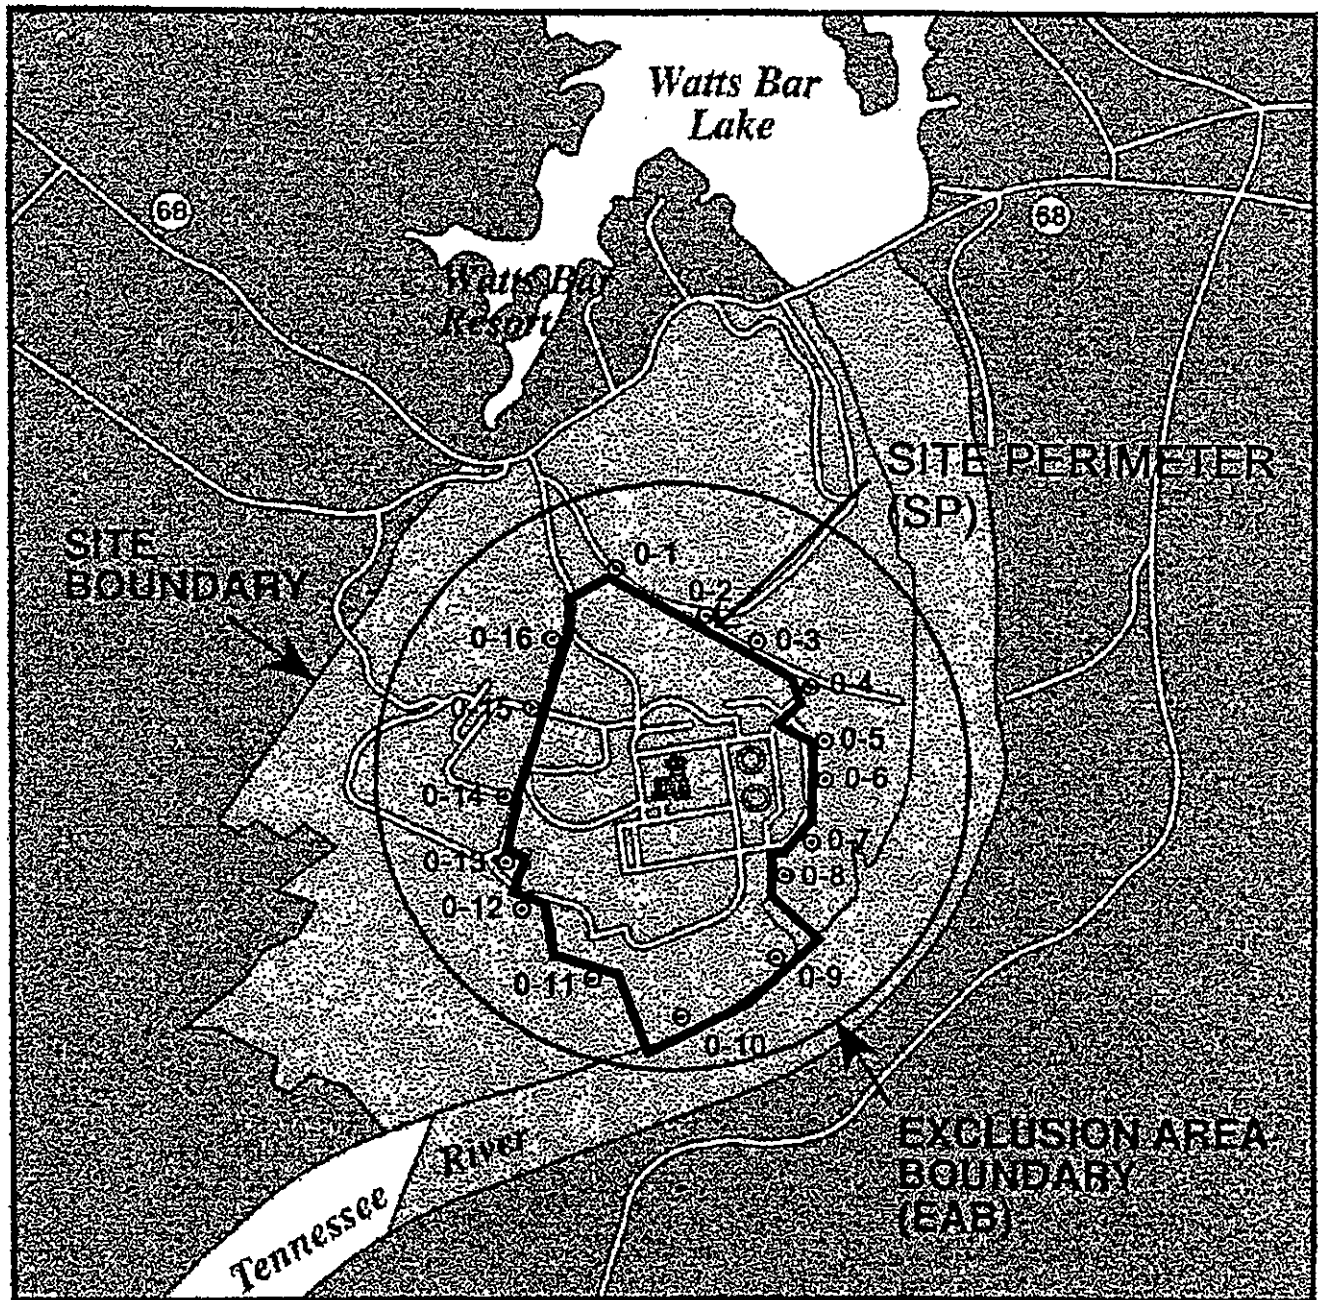 Watts Bar
Lake
68
68
Watts Bar
Resort
SITE PERIMETER
(SP)
SITE
BOUNDARY
0-1
0-2
0-3
0-16
0-4
0-15
0-5
0-6
0-14
0-7
0-13
0-8
0-12
0-9
0-11
0-10
EXCLUSION AREA
BOUNDARY
(EAB)
River
Tennessee